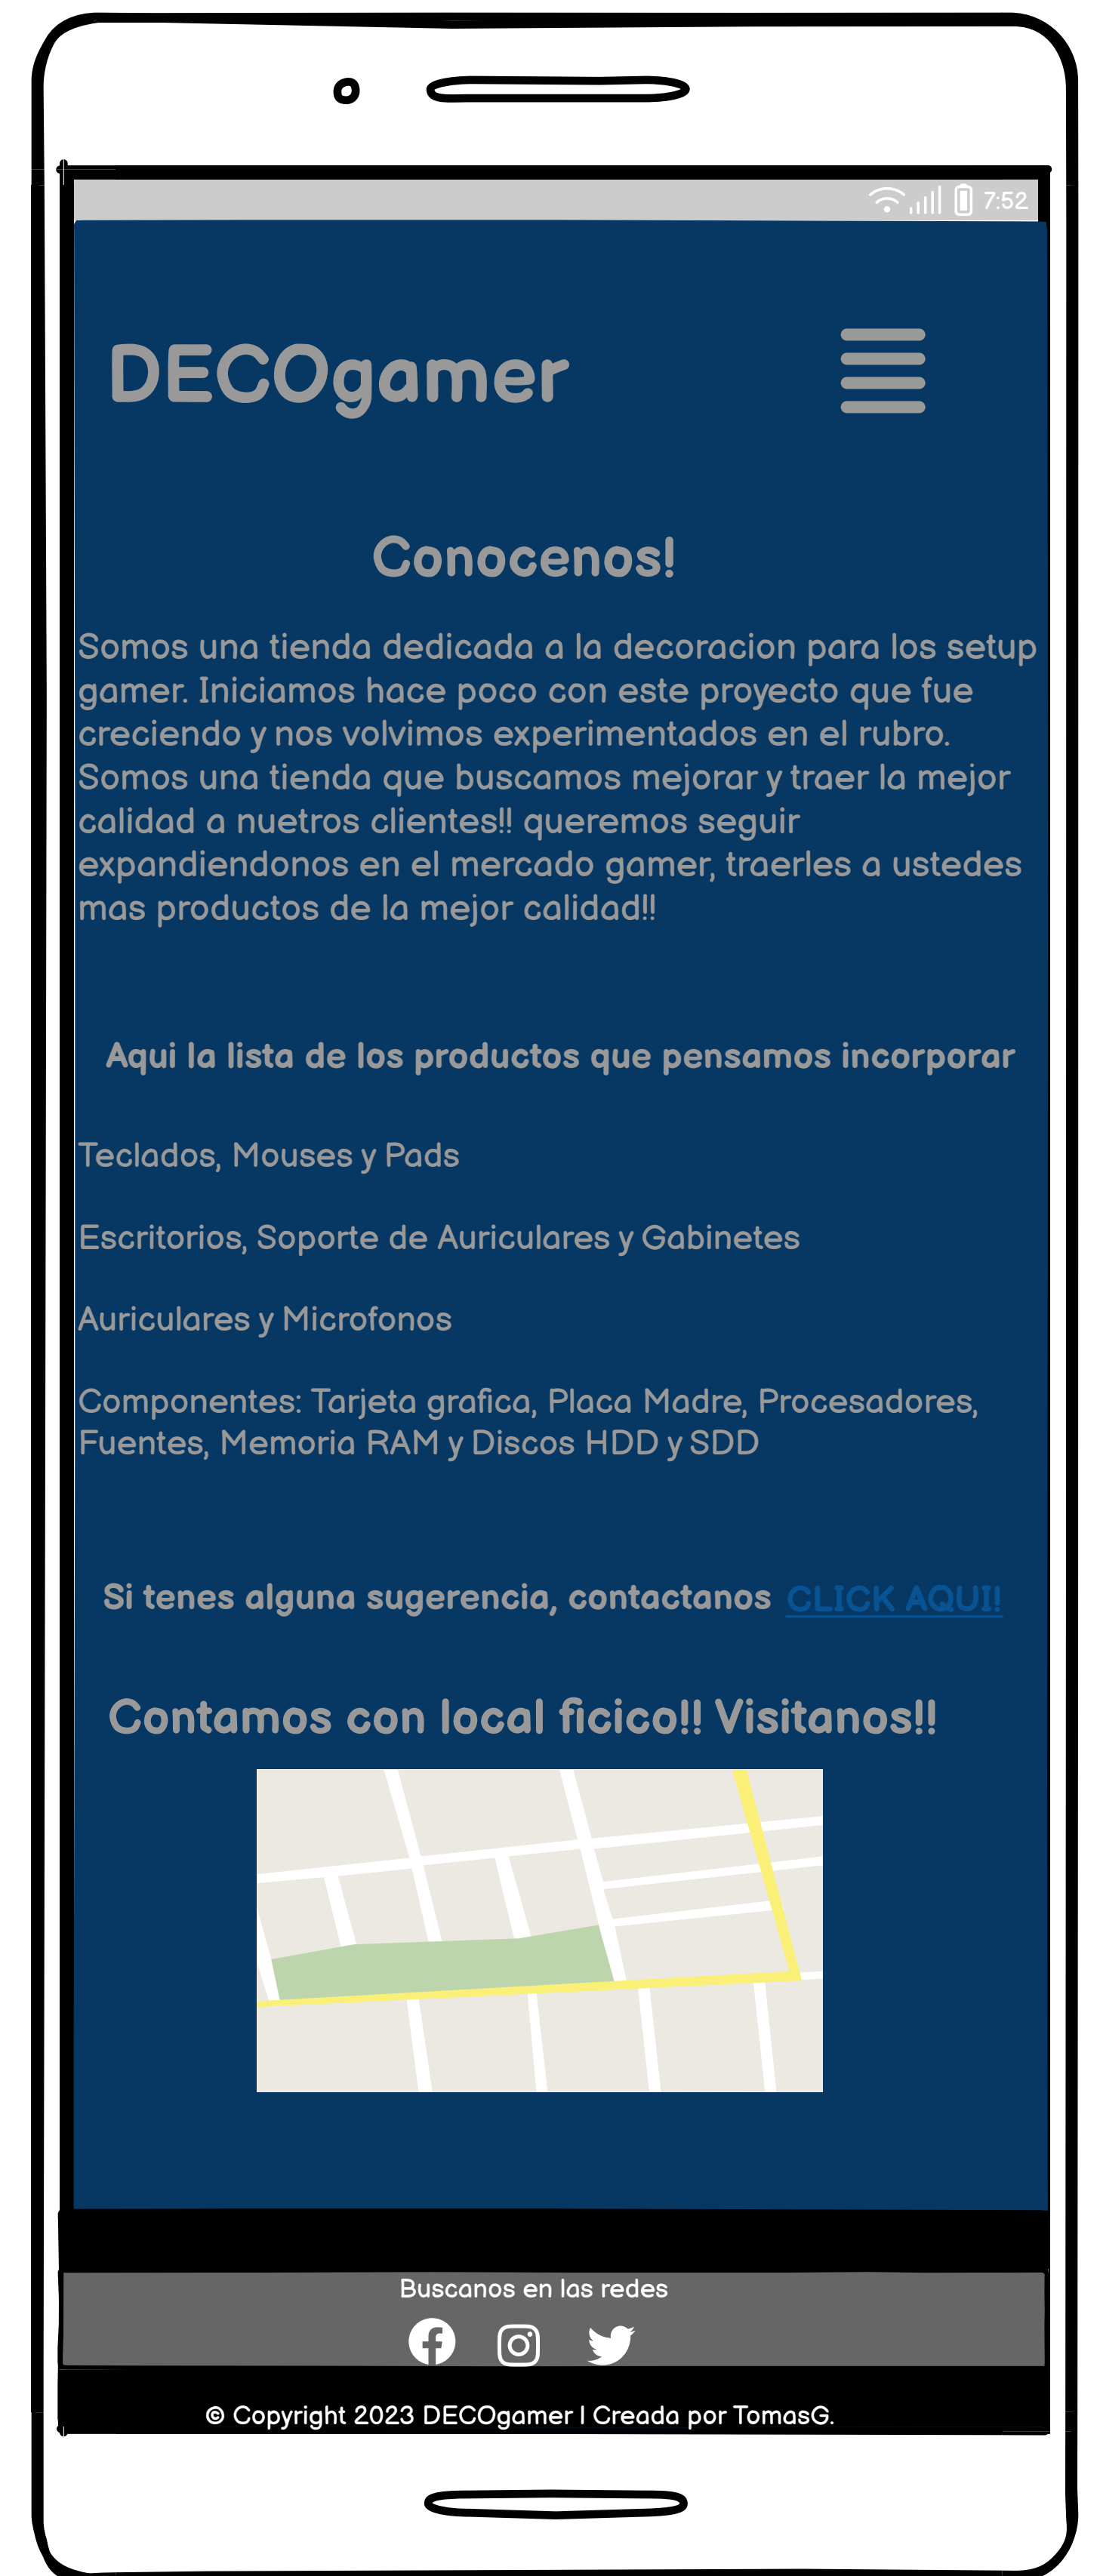 7:52
DECOgamer
Conocenos!
Somos una tienda dedicada a la decoracion para los setup
gamer. Iniciamos hace poco con este proyecto que fue
creciendo y nos volvimos experimentados en el rubro.
Somos una tienda que buscamos mejorar y traer la mejor
calidad a nuetros clientes!! queremos seguir
expandiendonos en el mercado gamer, traerles a ustedes
mas productos de la mejor calidad!!
Aqui la lista de los productos que pensamos incorporar
Teclados, Mouses y Pads
Escritorios, Soporte de Auriculares y Gabinetes
Auriculares y Microfonos
Componentes: Tarjeta grafica, Placa Madre, Procesadores,
Fuentes, Memoria RAM y Discos HDD y SDD
Si tenes alguna sugerencia, contactanos CLICK AQUI!
Contamos con local ficico!! Visitanos!!
Buscanos en las redes
© Copyright 2023 DECOgamer | Creada por TomasG.